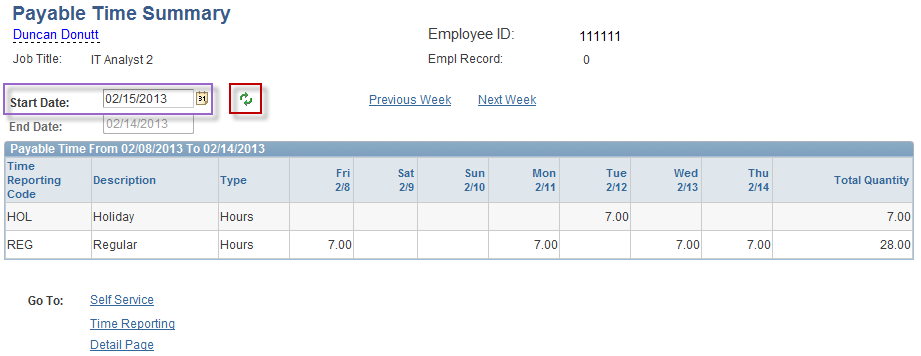 Payable Time Summary
Duncan Donutt Employee ID: 111111
Job Title: IT Analyst 2 Empl Record: 0
Start Date: 02/15/2013 31 Previous Week Next Week
End Date: 02/14/2013
Payable Time From 02/08/2013 To 02/14/2013
Time Reporting Code Description Type Fri 2/8 Sat 2/9 Sun 2/10 Mon 2/11 Tue 2/12 Wed 2/13 Thu 2/14 Total Quantity
HOL Holiday Hours 7.00 7.00
REG Regular Hours 7.00 7.00 7.00 7.00 28.00
Go To: Self Service
Time Reporting
Detail Page